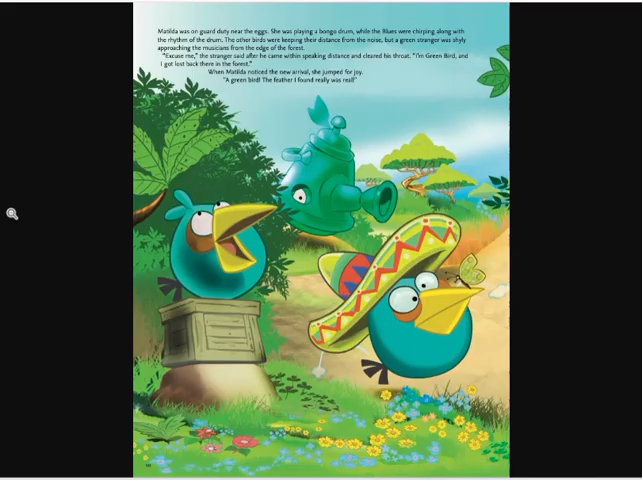 Matilda was on guard duty near the eggs. She was playing a bongo drum, while the Blues were chirping along with
the rhythm of the drum. The other birds were keeping their distance from the noise, but a green stranger was shyly
approaching the musicians from the edge of the forest.
"Excuse me," the stranger said after he came within speaking distance and cleared his throat. "I'm Green Bird, and
I got lost back there in the forest."
When Matilda noticed the new arrival, she jumped for joy.
"A green bird! The feather I found really was real!"